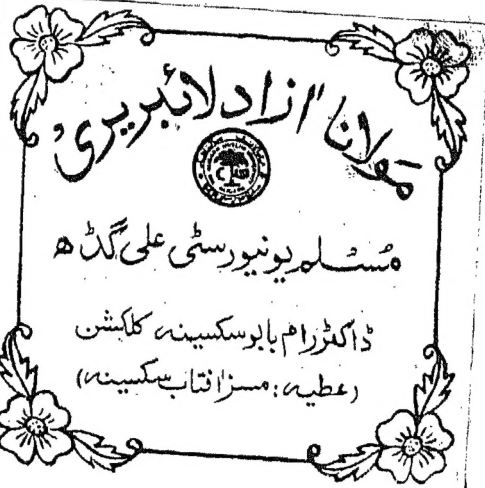 مولانا آزاد لائبریری
مسلم یونیورسٹی علی گڈھ
ڈاکٹر رام بابو سکسینہ کلکشن
(عطیہ: مسز آفتاب سکسینہ)